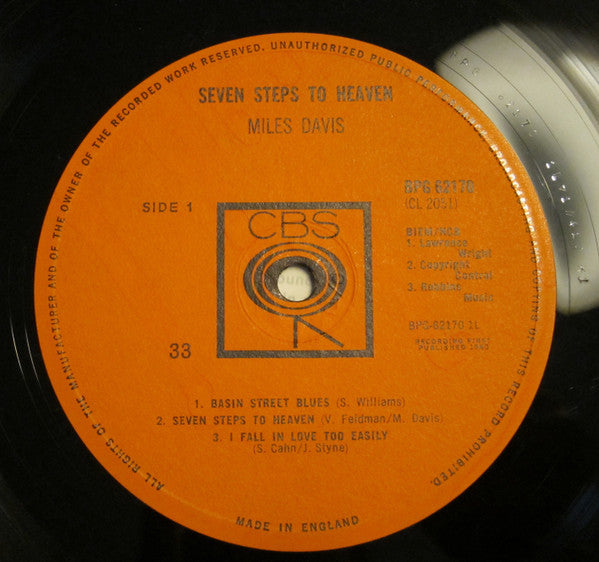 ALL RIGHTS OF THE MANUFACTURER AND OF THE OWNER OF THE RECORDED WORK RESERVED. UNAUTHORIZED PUBLIC OF THIS RECORD PROHIBITED.
SEVEN STEPS TO HEAVEN
MILES DAVIS
SIDE 1
BPG 62170
(CL 2051)
CBS
BIEM/NCB
1. Lawrence
Wright
2. Copyright
Control
3. Robbins
Music
33
BPG-62170 1L
RECORDING FIRST
PUBLISHED 1963
1. BASIN STREET BLUES (S. Williams)
2. SEVEN STEPS TO HEAVEN (V. Feldman/M. Davis)
3. I FALL IN LOVE TOO EASILY
(S. Cahn/J. Styne)
MADE IN ENGLAND